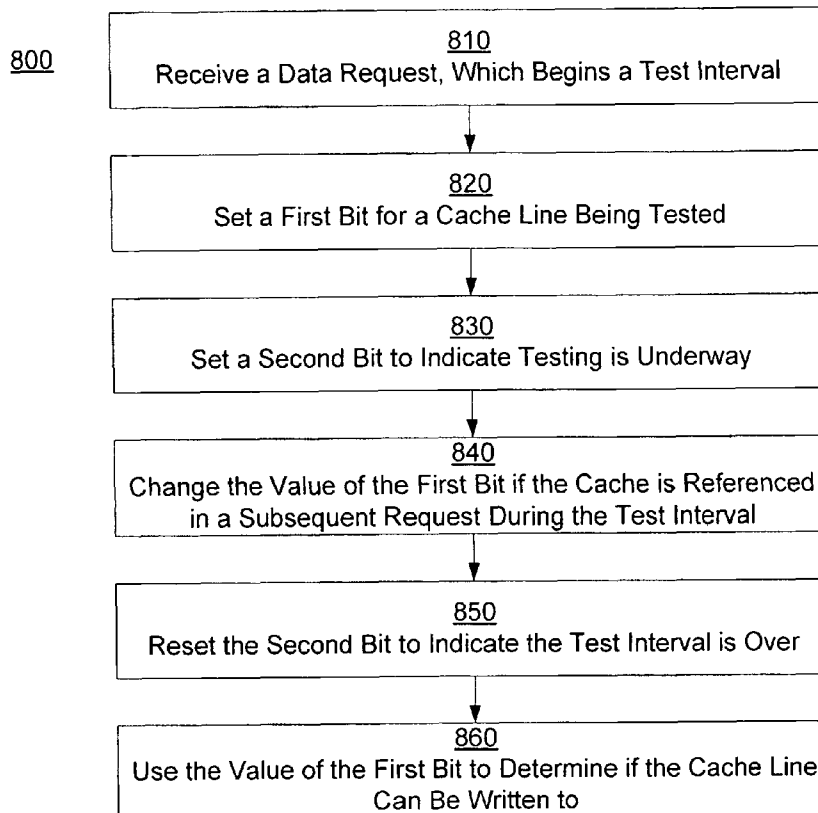 800
810
Receive a Data Request, Which Begins a Test Interval
820
Set a First Bit for a Cache Line Being Tested
830
Set a Second Bit to Indicate Testing is Underway
840
Change the Value of the First Bit if the Cache is Referenced
in a Subsequent Request During the Test Interval
850
Reset the Second Bit to Indicate the Test Interval is Over
860
Use the Value of the First Bit to Determine if the Cache Line
Can Be Written to